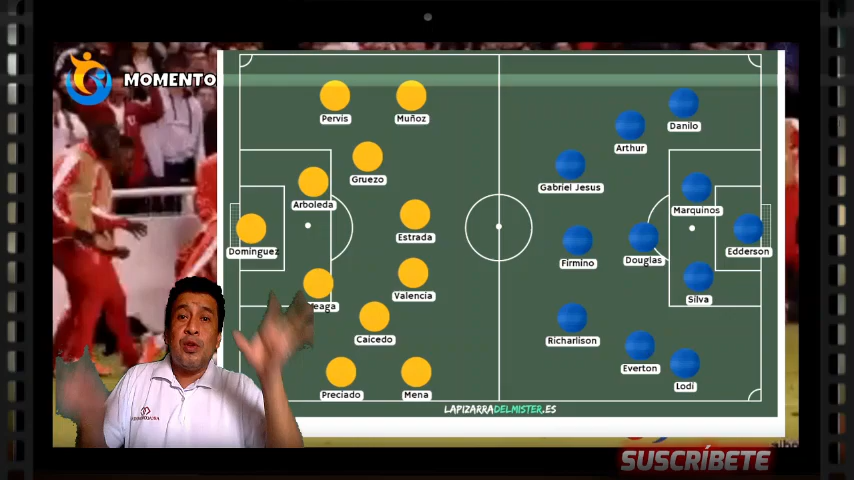 MOMENTO
Pervis
Muñoz
Danilo
Arthur
Gruezo
Gabriel Jesus
Arboleda
Marquinos
Estrada
Dominguez
Edderson
Firmino
Douglas
Valencia
Silva
Caicedo
Richarlison
Everton
Lodi
Preciado
Mena
LAPIZARRADELMISTER.ES
SUSCRÍBETE